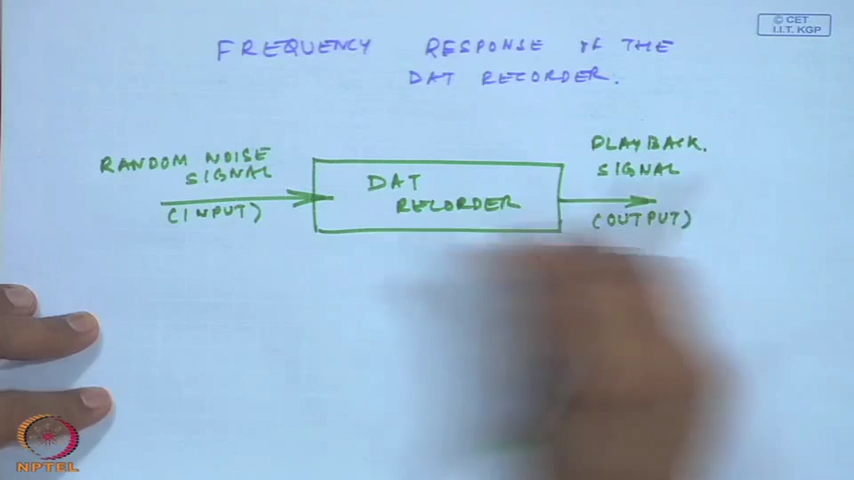 © CET
I.I.T. KGP
FREQUENCY RESPONSE OF THE
DAT RECORDER.
RANDOM NOISE
SIGNAL
(INPUT)
DAT
RECORDER
PLAYBACK.
SIGNAL
(OUTPUT)
NPTEL